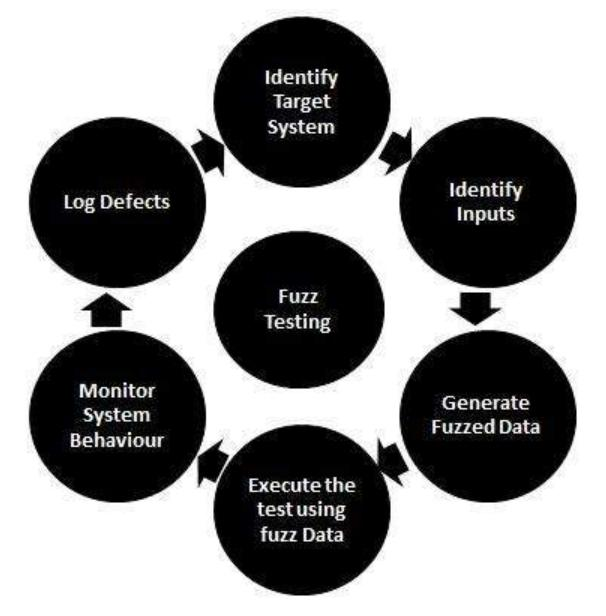 Identify
Target
System
Identify
Inputs
Generate
Fuzzed Data
Execute the
test using
fuzz Data
Monitor
System
Behaviour
Log Defects
Fuzz
Testing